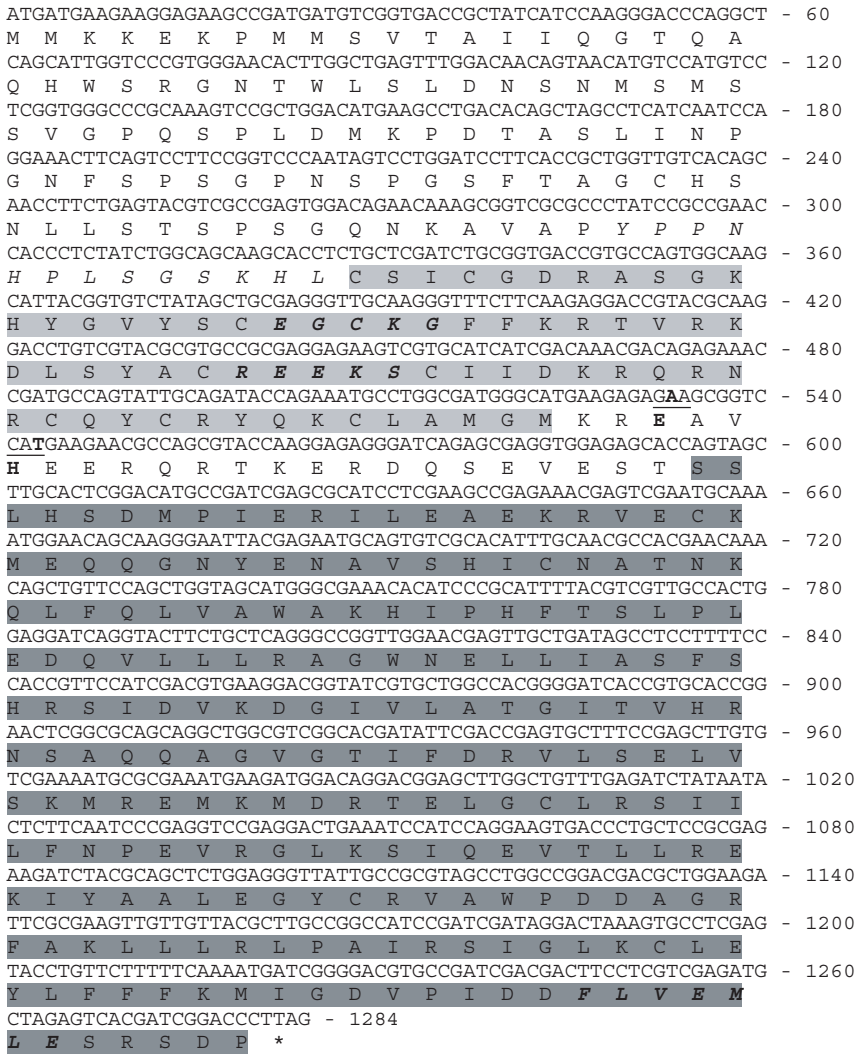 ATGATGAAGAAGGAGAAGCCGATGATGTCGGTGACCGCTATCATCCAAGGGACCCAGGCT - 60
M M K K E K P M M S V T A I I Q G T Q A
CAGCATTGGTCCCGTGGGAACACTTGGCTGAGTTTGGACAACAGTAACATGTCCATGTCC - 120
Q H W S R G N T W L S L D N S N M S M S
TCGGTGGGCCCGCAAAGTCCGCTGGACATGAAGCCTGACACAGCTAGCCTCATCAATCCA - 180
S V G P Q S P L D M K P D T A S L I N P
GGAAACTTCAGTCCTTCCGGTCCCAATAGTCCTGGATCCTTCACCGCTGGTTGTCACAGC - 240
G N F S P S G P N S P G S F T A G C H S
AACCTTCTGAGTACGTCGCCGAGTGGACAGAACAAAGCGGTCGCGCCCTATCCGCCGAAC - 300
N L L S T S P S G Q N K A V A P Y P P N
CACCCTCTATCTGGCAGCAAGCACCTCTGCTCGATCTGCGGTGACCGTGCCAGTGGCAAG - 360
H P L S G S K H L C S I C G D R A S G K
CATTACGGTGTCTATAGCTGCGAGGGTTGCAAGGGTTTCTTCAAGAGGACCGTACGCAAG - 420
H Y G V Y S C E G C K G F F K R T V R K
GACCTGTCGTACGCGTGCCGCGAGGAGAAGTCGTGCATCATCGACAAACGACAGAGAAAC - 480
D L S Y A C R E E K S C I I D K R Q R N
CGATGCCAGTATTGCAGATACCAGAAATGCCTGGCGATGGGCATGAAGAGAGAAGCGGTC - 540
R C Q Y C R Y Q K C L A M G M K R E A V
CATGAAGAACGCCAGCGTACCAAGGAGAGGGATCAGAGCGAGGTGGAGAGCACCAGTAGC - 600
H E E R Q R T K E R D Q S E V E S T S S
TTGCACTCGGACATGCCGATCGAGCGCATCCTCGAAGCCGAGAAACGAGTCGAATGCAAA - 660
L H S D M P I E R I L E A E K R V E C K
ATGGAACAGCAAGGGAATTACGAGAATGCAGTGTCGCACATTTGCAACGCCACGAACAAA - 720
M E Q Q G N Y E N A V S H I C N A T N K
CAGCTGTTCCAGCTGGTAGCATGGGCGAAACACATCCCGCATTTTACGTCGTTGCCACTG - 780
Q L F Q L V A W A K H I P H F T S L P L
GAGGATCAGGTACTTCTGCTCAGGGCCGGTTGGAACGAGTTGCTGATAGCCTCCTTTTCC - 840
E D Q V L L L R A G W N E L L I A S F S
CACCGTTCCATCGACGTGAAGGACGGTATCGTGCTGGCCACGGGGATCACCGTGCACCGG - 900
H R S I D V K D G I V L A T G I T V H R
AACTCGGCGCAGCAGGCTGGCGTCGGCACGATATTCGACCGAGTGCTTTCCGAGCTTGTG - 960
N S A Q Q A G V G T I F D R V L S E L V
TCGAAAATGCGCGAAATGAAGATGGACAGGACGGAGCTTGGCTGTTTGAGATCTATAATA - 1020
S K M R E M K M D R T E L G C L R S I I
CTCTTCAATCCCGAGGTCCGAGGACTGAAATCCATCCAGGAAGTGACCCTGCTCCGCGAG - 1080
L F N P E V R G L K S I Q E V T L L R E
AAGATCTACGCAGCTCTGGAGGGTTATTGCCGCGTAGCCTGGCCGGACGACGCTGGAAGA - 1140
K I Y A A L E G Y C R V A W P D D A G R
TTCGCGAAGTTGTTGTTACGCTTGCCGGCCATCCGATCGATAGGACTAAAGTGCCTCGAG - 1200
F A K L L L R L P A I R S I G L K C L E
TACCTGTTCTTTTTCAAAATGATCGGGGACGTGCCGATCGACGACTTCCTCGTCGAGATG - 1260
Y L F F F K M I G D V P I D D F L V E M
CTAGAGTCACGATCGGACCCTTAG - 1284
L E S R S D P *